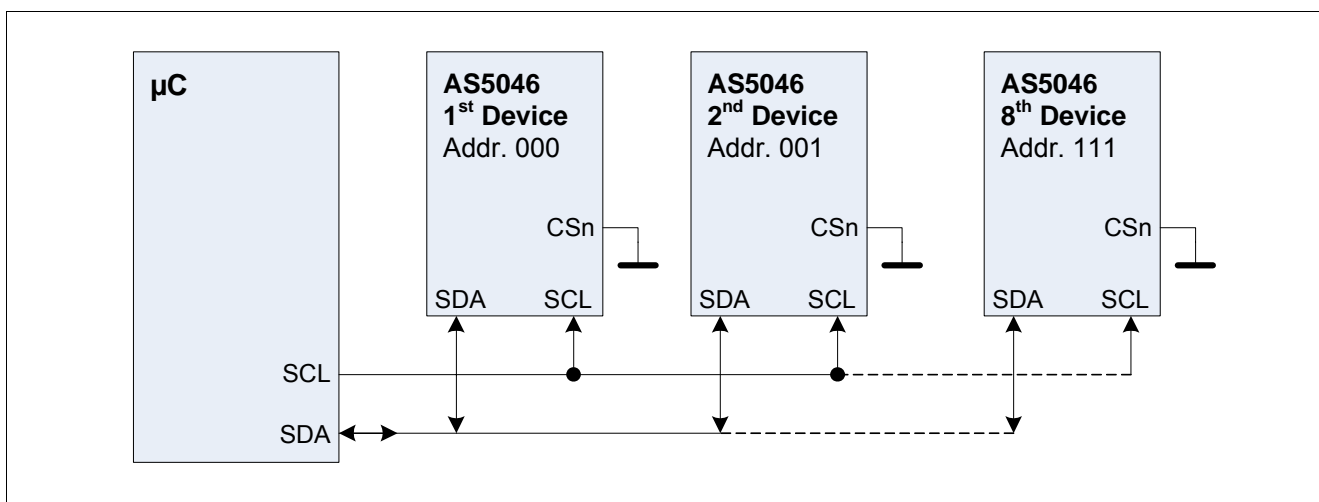 µC
AS5046
1st Device
Addr. 000
CSn
SDA SCL
AS5046
2nd Device
Addr. 001
CSn
SDA SCL
AS5046
8th Device
Addr. 111
CSn
SDA SCL
SCL
SDA